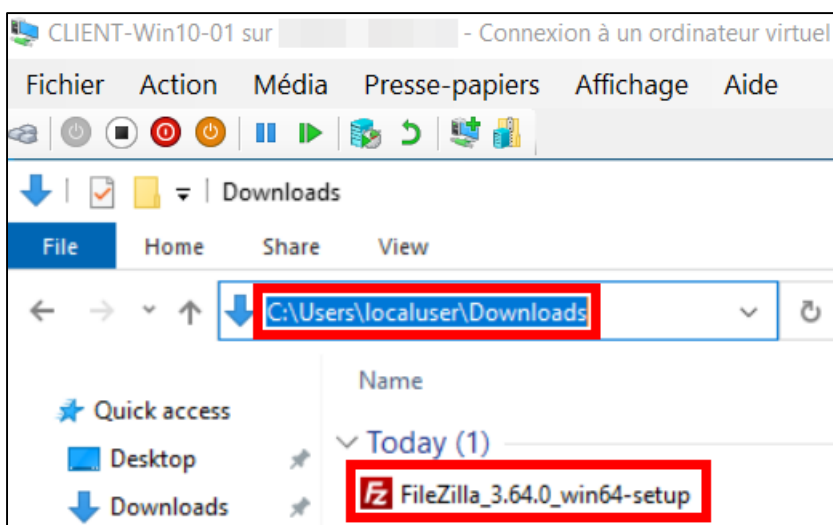 CLIENT-Win10-01 sur - Connexion à un ordinateur virtuel
Fichier Action Média Presse-papiers Affichage Aide
Downloads
File Home Share View
C:\Users\localuser\Downloads
Name
Quick access
Today (1)
Desktop
FileZilla_3.64.0_win64-setup
Downloads